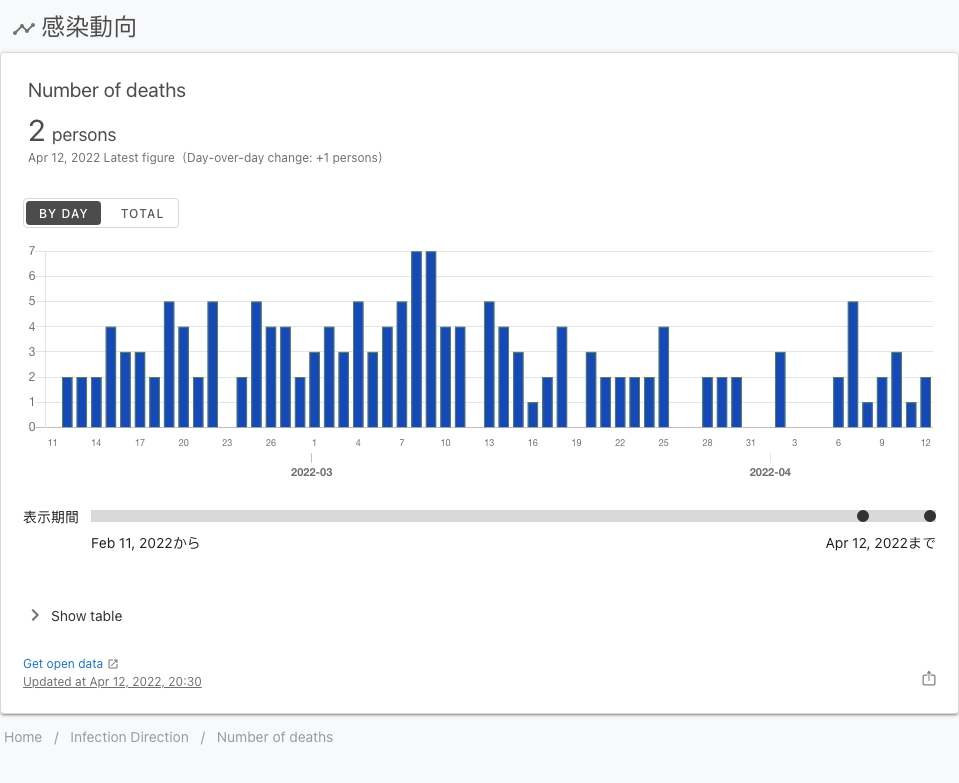 感染動向
Number of deaths
2 persons
Apr 12, 2022 Latest figure (Day-over-day change: +1 persons)
BY DAY TOTAL
7
6
5
4
3
2
1
0
11 14 17 20 23 26 1 4 7 10 13 16 19 22 25 28 31 3 6 9 12
2022-03 2022-04
表示期間
Feb 11, 2022から Apr 12, 2022まで
Show table
Get open data
Updated at Apr 12, 2022, 20:30
Home / Infection Direction / Number of deaths